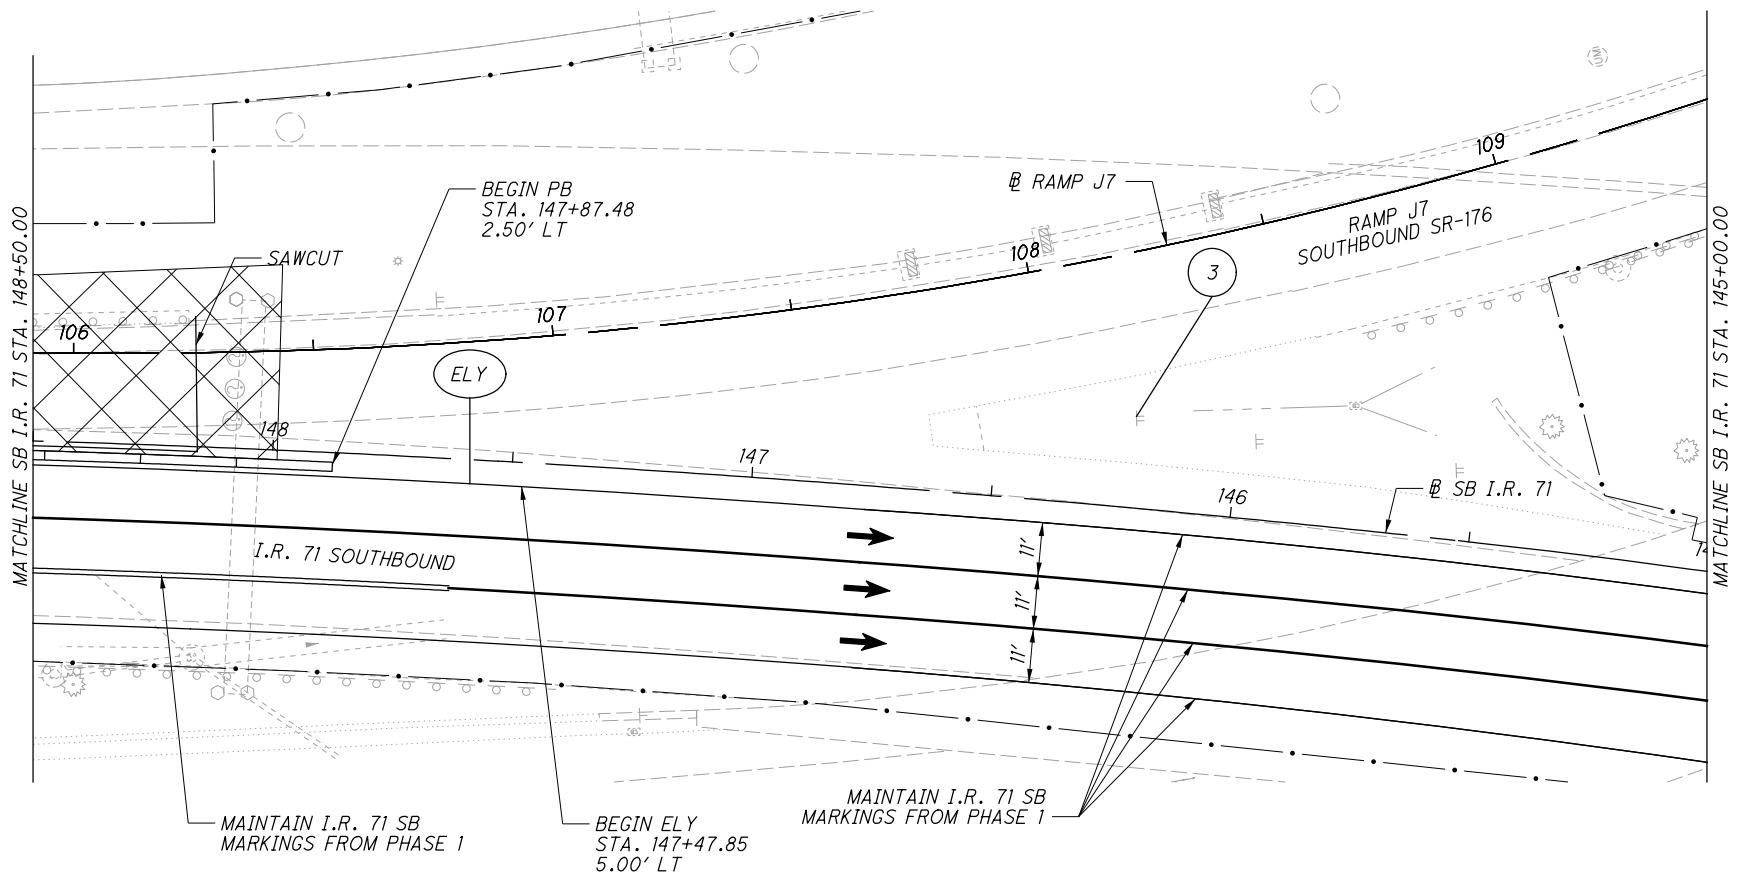 MATCHLINE SB I.R. 71 STA. 148+50.00
BEGIN PB
STA. 147+87.48
2.50' LT
SAWCUT
106
107
108
109
℄ RAMP J7
RAMP J7
SOUTHBOUND SR-176
3
ELY
148
147
146
℄ SB I.R. 71
MATCHLINE SB I.R. 71 STA. 145+00.00
I.R. 71 SOUTHBOUND
11'
11'
11'
MAINTAIN I.R. 71 SB
MARKINGS FROM PHASE 1
BEGIN ELY
STA. 147+47.85
5.00' LT
MAINTAIN I.R. 71 SB
MARKINGS FROM PHASE 1